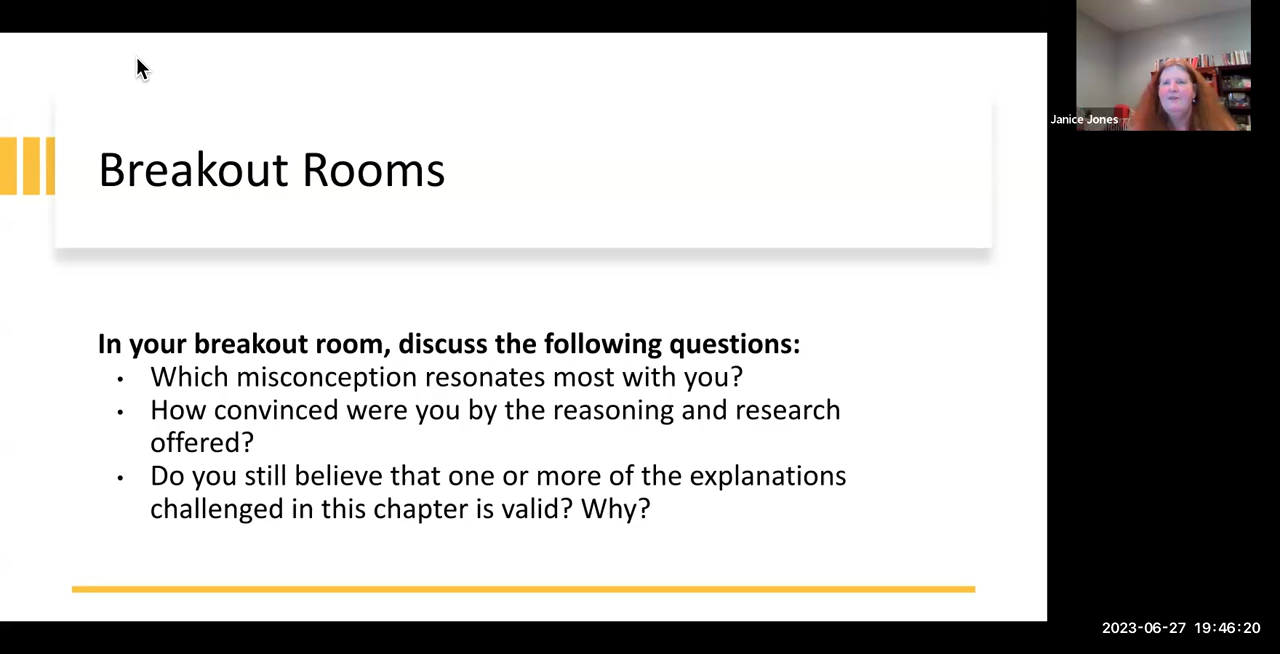 Breakout Rooms
In your breakout room, discuss the following questions:
• Which misconception resonates most with you?
• How convinced were you by the reasoning and research
offered?
• Do you still believe that one or more of the explanations
challenged in this chapter is valid? Why?
Janice Jones
2023-06-27 19:46:20